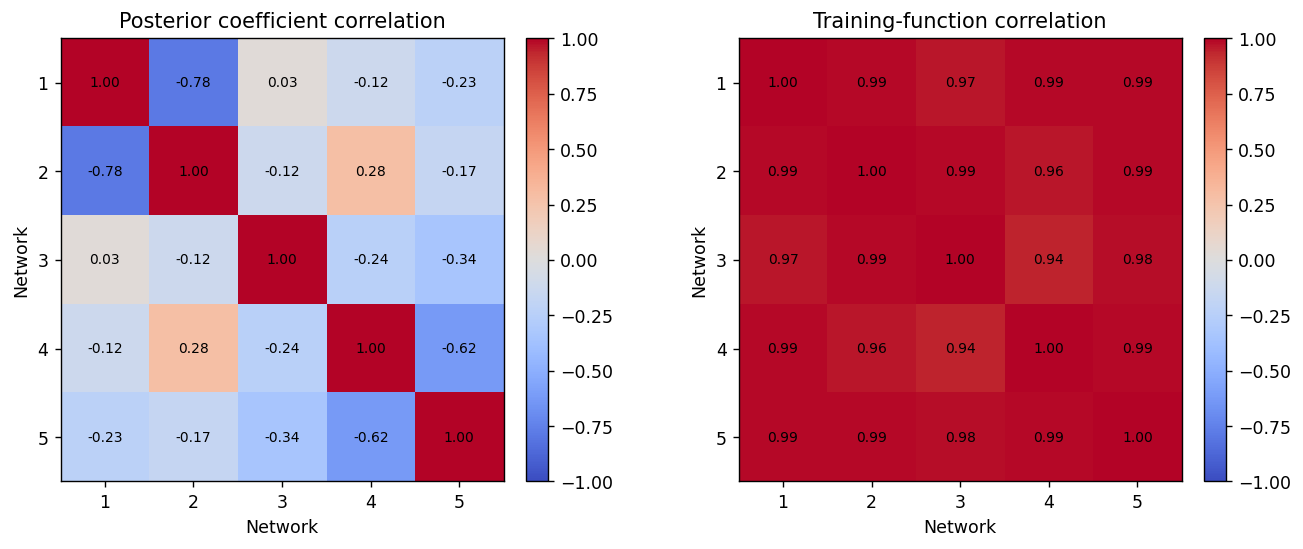 Posterior coefficient correlation
1 1.00 -0.78 0.03 -0.12 -0.23
2 -0.78 1.00 -0.12 0.28 -0.17
3 0.03 -0.12 1.00 -0.24 -0.34
4 -0.12 0.28 -0.24 1.00 -0.62
5 -0.23 -0.17 -0.34 -0.62 1.00
1 2 3 4 5
Network
Network
1.00
0.75
0.50
0.25
0.00
−0.25
−0.50
−0.75
−1.00
Training-function correlation
1 1.00 0.99 0.97 0.99 0.99
2 0.99 1.00 0.99 0.96 0.99
3 0.97 0.99 1.00 0.94 0.98
4 0.99 0.96 0.94 1.00 0.99
5 0.99 0.99 0.98 0.99 1.00
1 2 3 4 5
Network
Network
1.00
0.75
0.50
0.25
0.00
−0.25
−0.50
−0.75
−1.00